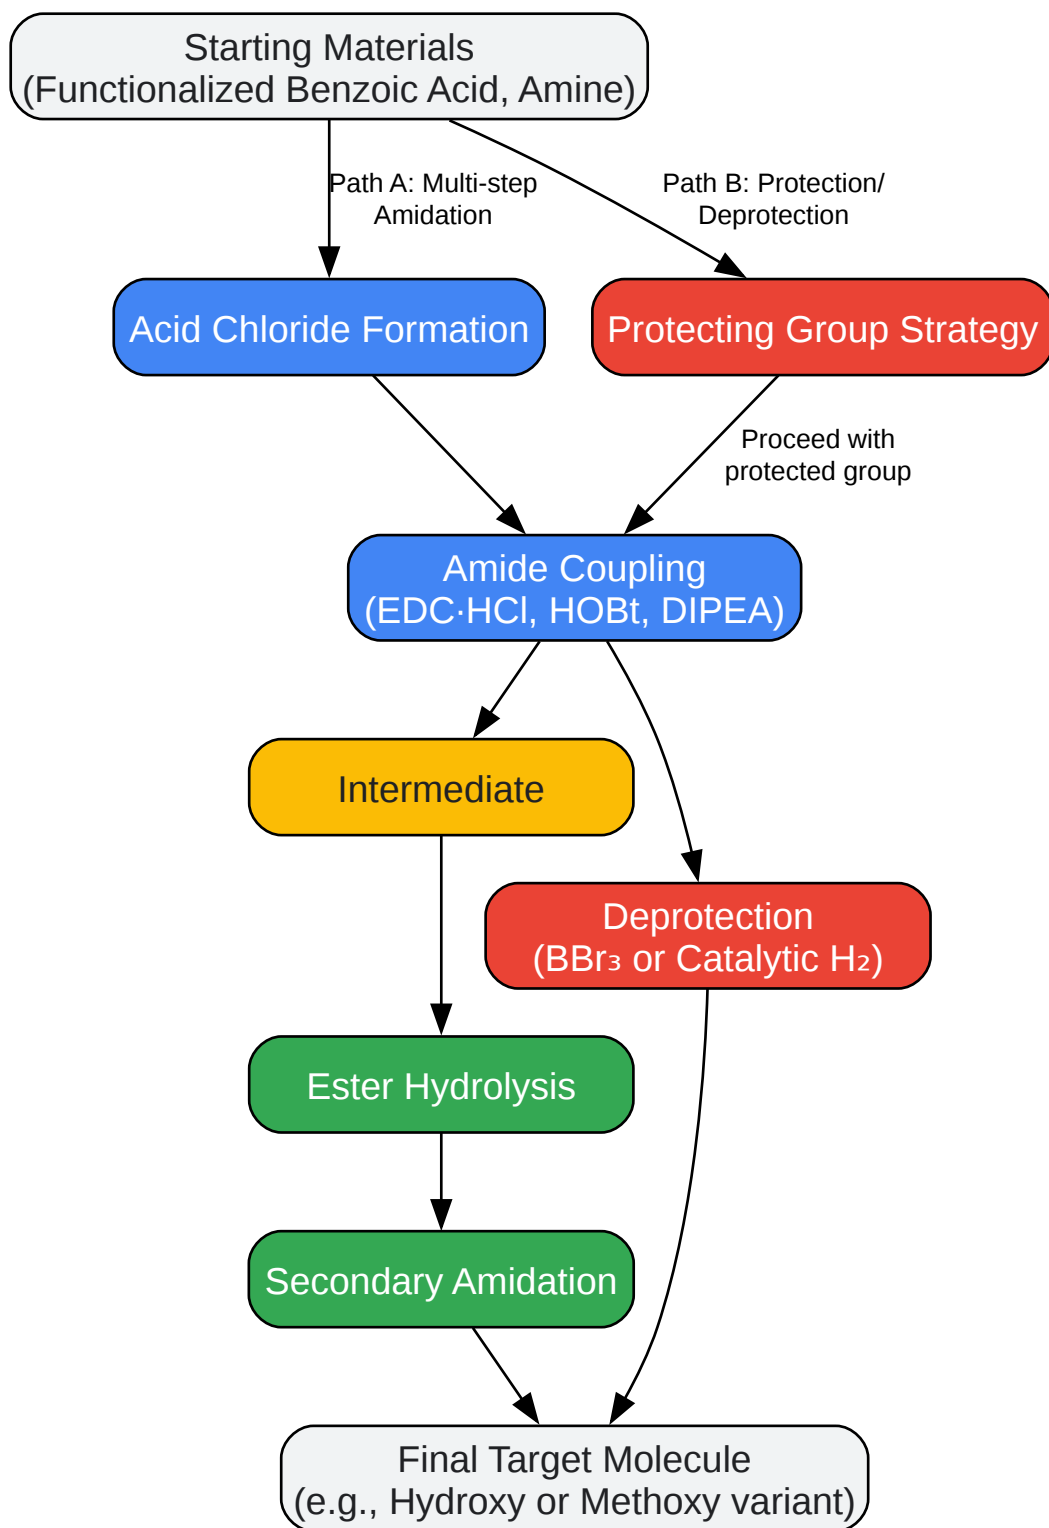 Starting Materials
(Functionalized Benzoic Acid, Amine)
Path A: Multi-step
Amidation
Path B: Protection/
Deprotection
Acid Chloride Formation
Protecting Group Strategy
Proceed with
protected group
Amide Coupling
(EDC·HCl, HOBt, DIPEA)
Intermediate
Deprotection
(BBr₃ or Catalytic H₂)
Ester Hydrolysis
Secondary Amidation
Final Target Molecule
(e.g., Hydroxy or Methoxy variant)